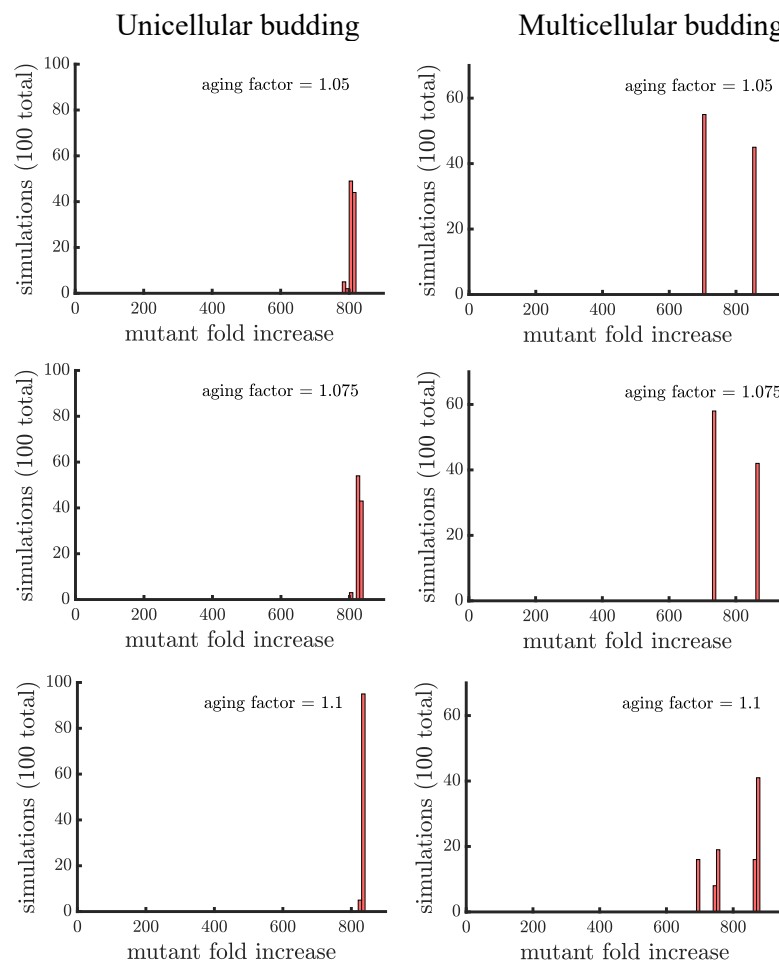 Unicellular budding
Multicellular budding
simulations (100 total)
100
80
60
40
20
0
aging factor = 1.05
0 200 400 600 800
mutant fold increase
simulations (100 total)
60
40
20
0
aging factor = 1.05
0 200 400 600 800
mutant fold increase
simulations (100 total)
100
80
60
40
20
0
aging factor = 1.075
0 200 400 600 800
mutant fold increase
simulations (100 total)
60
40
20
0
aging factor = 1.075
0 200 400 600 800
mutant fold increase
simulations (100 total)
100
80
60
40
20
0
aging factor = 1.1
0 200 400 600 800
mutant fold increase
simulations (100 total)
60
40
20
0
aging factor = 1.1
0 200 400 600 800
mutant fold increase